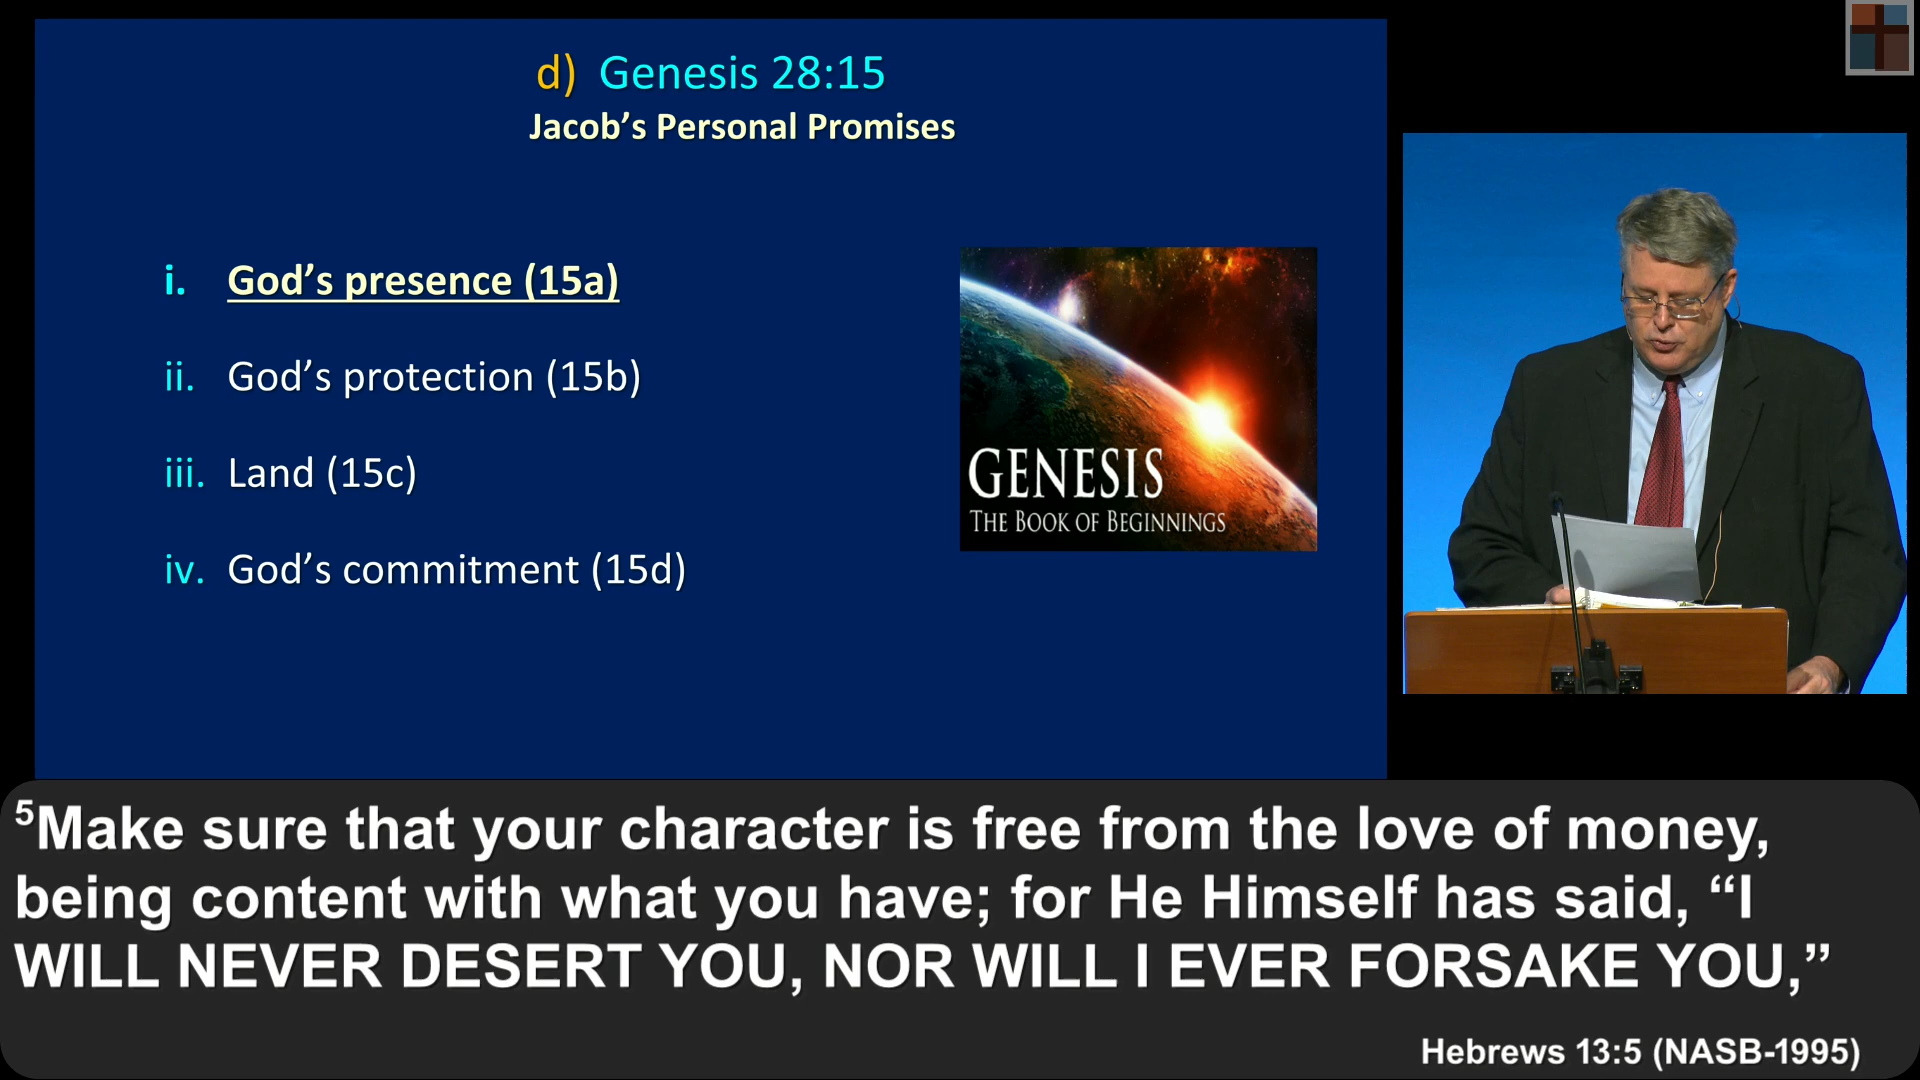 d) Genesis 28:15
Jacob’s Personal Promises
i. God’s presence (15a)
ii. God’s protection (15b)
iii. Land (15c)
iv. God’s commitment (15d)
GENESIS
THE BOOK OF BEGINNINGS
⁵Make sure that your character is free from the love of money,
being content with what you have; for He Himself has said, “I
WILL NEVER DESERT YOU, NOR WILL I EVER FORSAKE YOU,”
Hebrews 13:5 (NASB-1995)